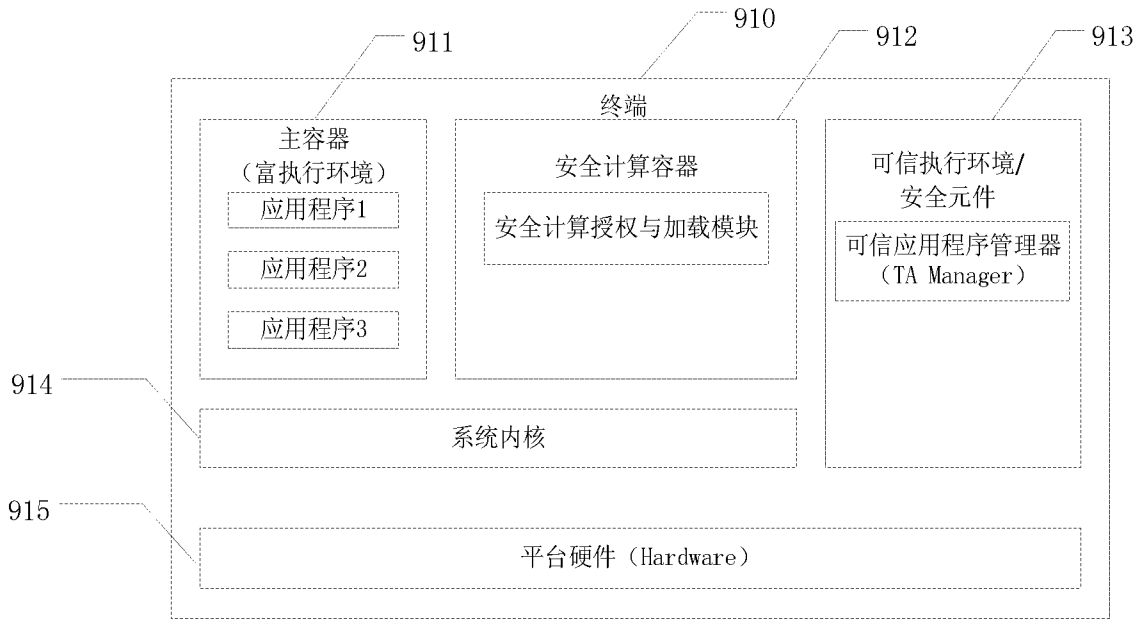 910
911
912
913
终端
主容器
（富执行环境）
应用程序1
应用程序2
应用程序3
安全计算容器
安全计算授权与加载模块
可信执行环境/
安全元件
可信应用程序管理器
（TA Manager）
914
系统内核
915
平台硬件（Hardware）